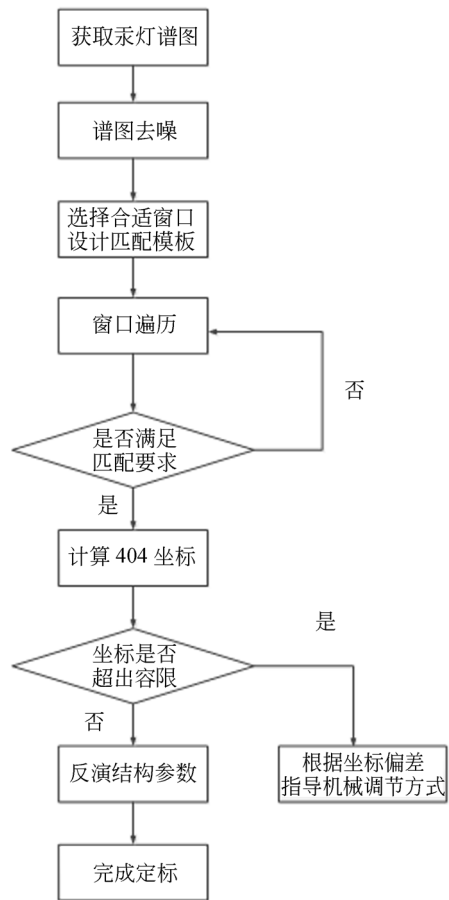 获取汞灯谱图
谱图去噪
选择合适窗口
设计匹配模板
窗口遍历
否
是否满足
匹配要求
是
计算 404 坐标
是
坐标是否
超出容限
否
反演结构参数
根据坐标偏差
指导机械调节方式
完成定标